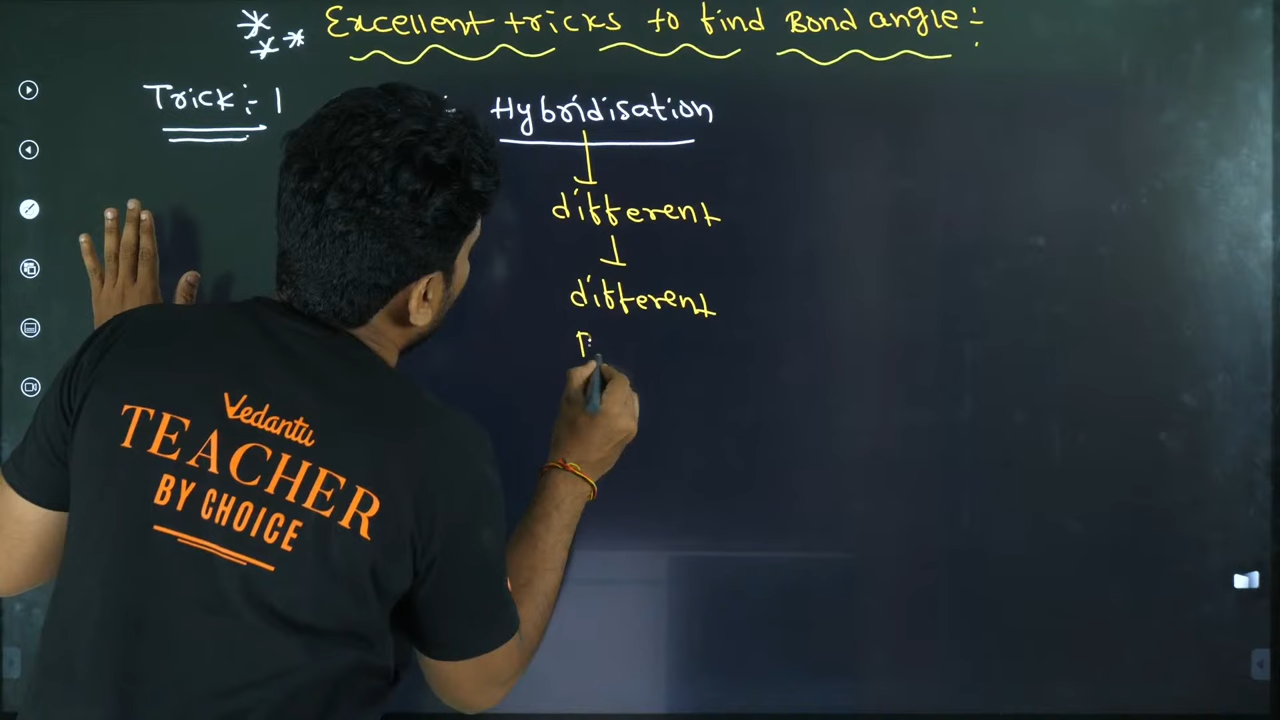 Excellent tricks to find Bond angle:-
Trick:- 1
Hybridisation
different
different
Vedantu
TEACHER
BY CHOICE